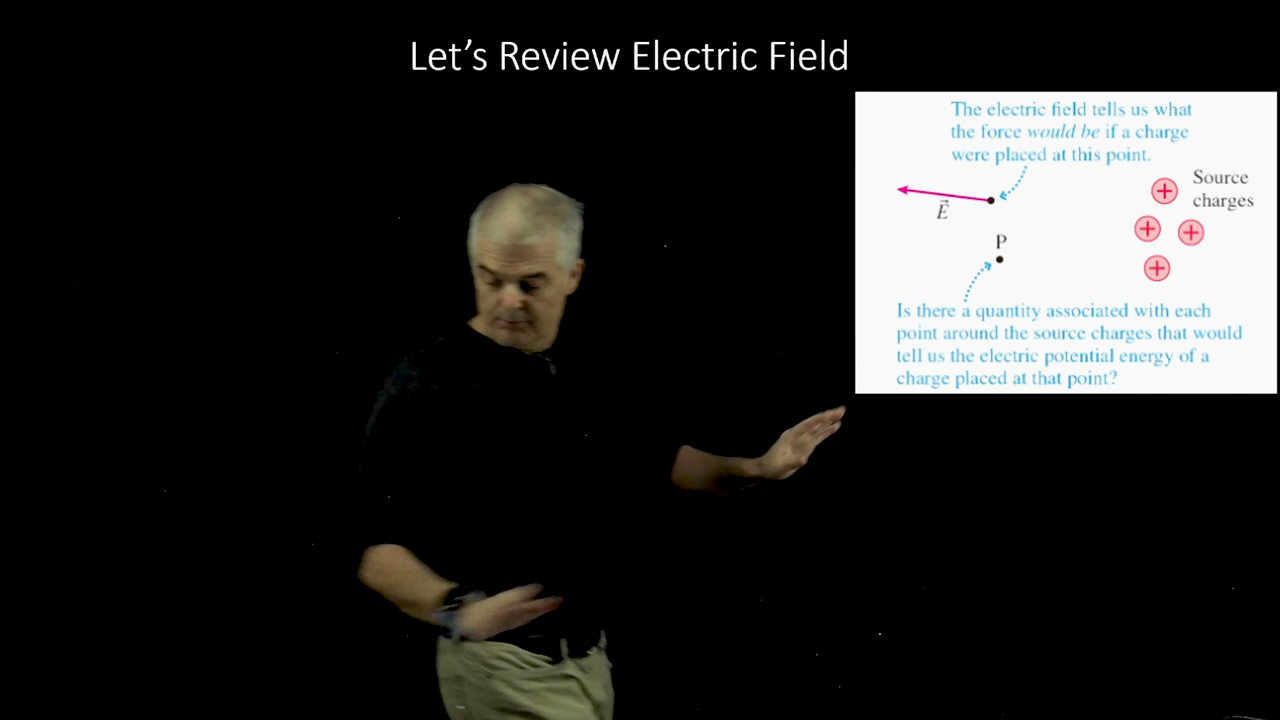 Let's Review Electric Field
The electric field tells us what
the force would be if a charge
were placed at this point.
Source
charges
E
P
Is there a quantity associated with each
point around the source charges that would
tell us the electric potential energy of a
charge placed at that point?